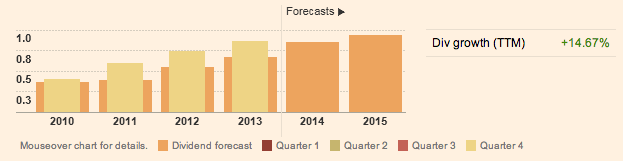 Forecasts ▶
1.0
0.8
0.5
0.3
Div growth (TTM) +14.67%
2010 2011 2012 2013 2014 2015
Mouseover chart for details. Dividend forecast Quarter 1 Quarter 2 Quarter 3 Quarter 4